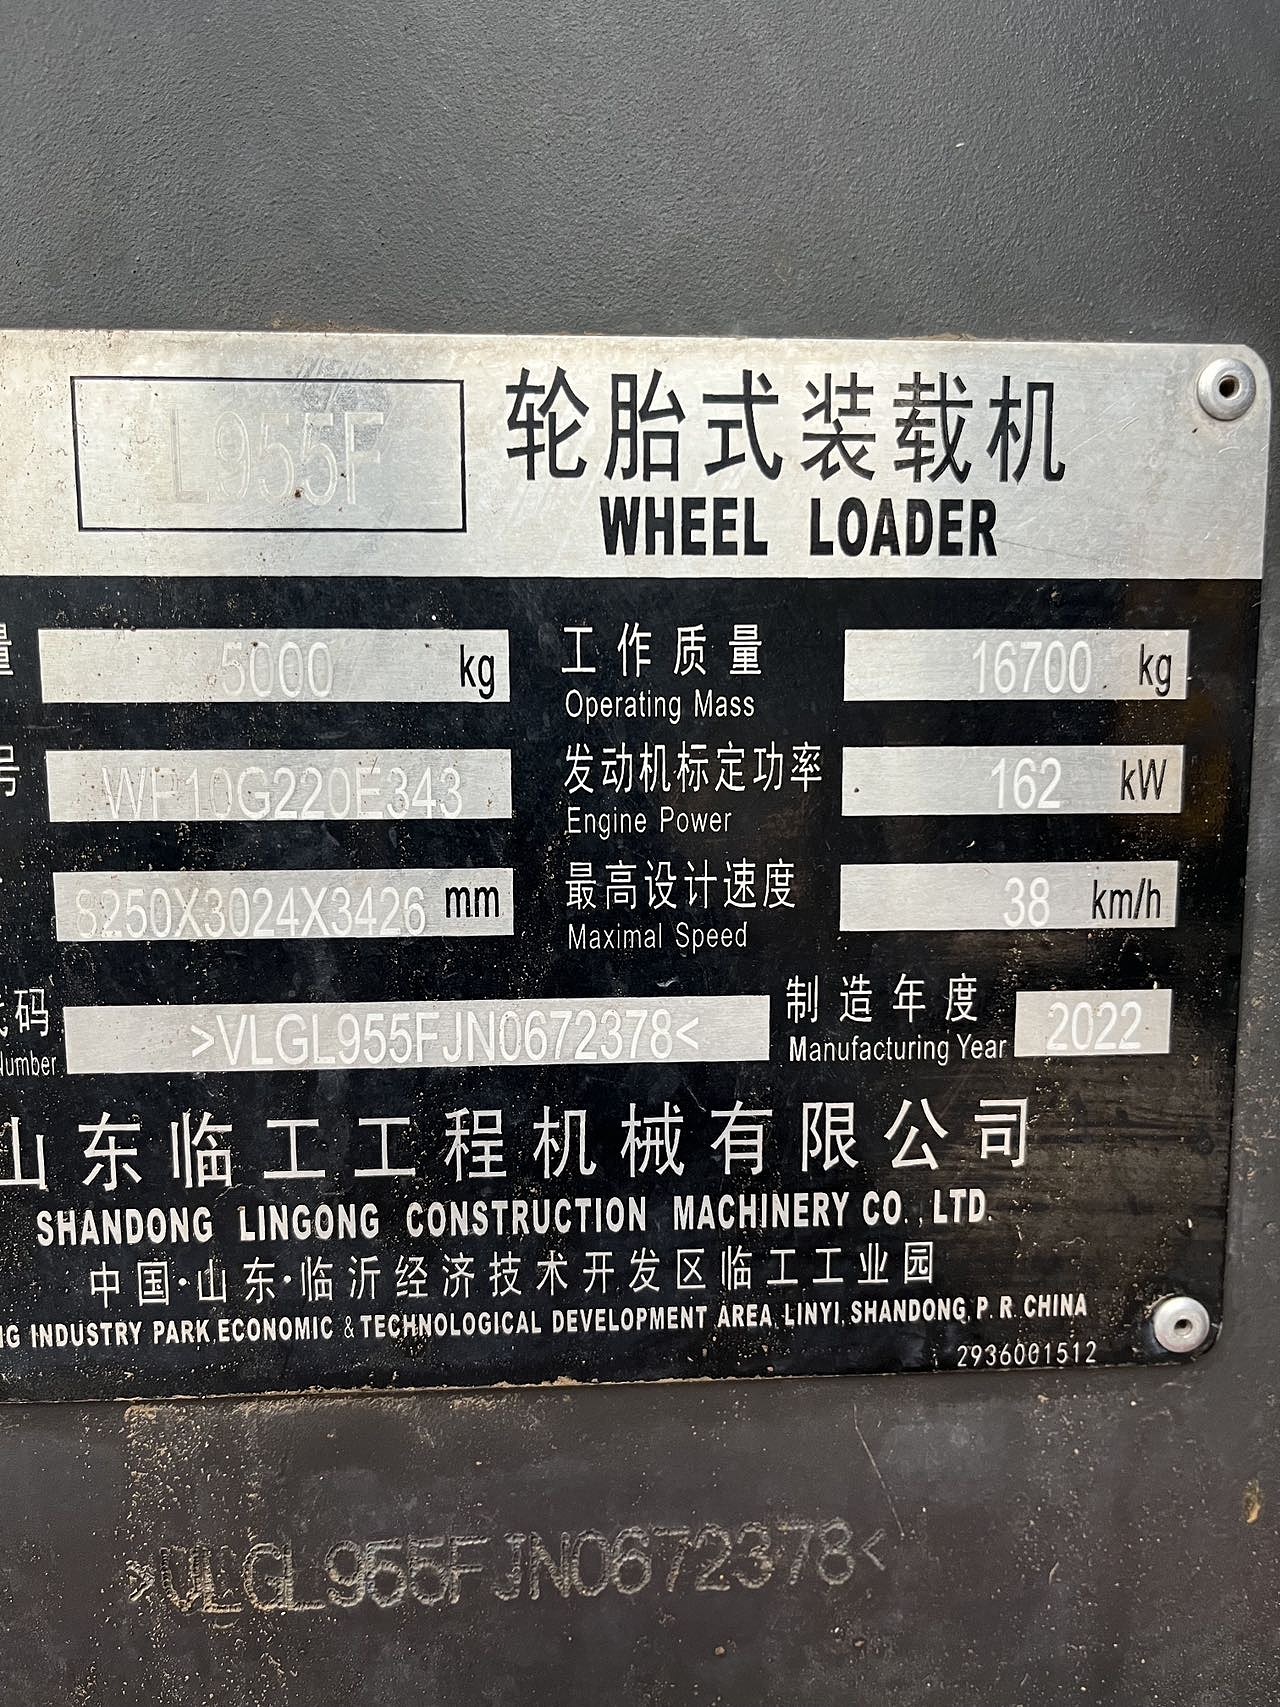 L955F
轮胎式装载机
WHEEL LOADER
量 5000 kg
工作质量 16700 kg
Operating Mass
号 WP10G220E343
发动机标定功率 162 kW
Engine Power
8250X3024X3426 mm
最高设计速度 38 km/h
Maximal Speed
代码 >VLGL955FJN0672378<
Number
制造年度 2022
Manufacturing Year
山东临工工程机械有限公司
SHANDONG LINGONG CONSTRUCTION MACHINERY CO.,LTD.
中国·山东·临沂经济技术开发区临工工业园
NG INDUSTRY PARK,ECONOMIC & TECHNOLOGICAL DEVELOPMENT AREA, LINYI, SHANDONG, P. R. CHINA
2936001512
>VLGL955FJN0672378<